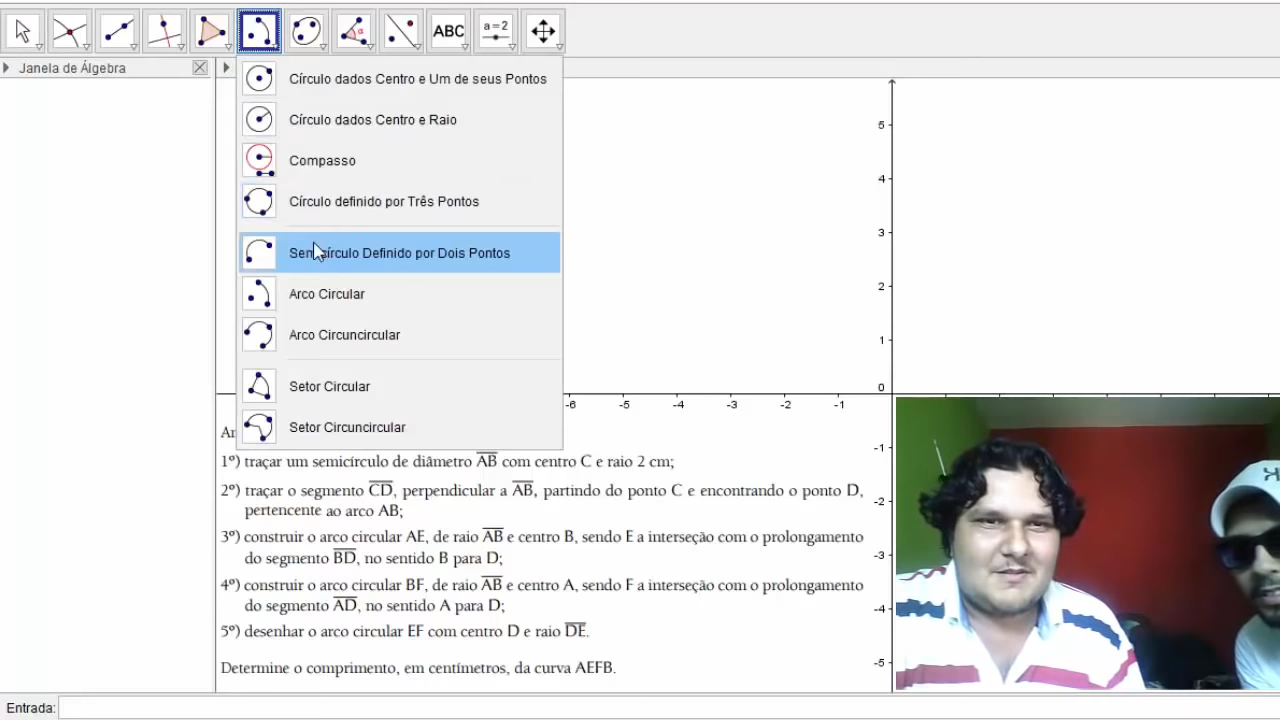 ABC
a=2
α
Janela de Álgebra
Círculo dados Centro e Um de seus Pontos
Círculo dados Centro e Raio
Compasso
Círculo definido por Três Pontos
Definido por Dois Pontos
Arco Circular
Arco Circuncircular
Setor Circular
Setor Circuncircular
5
4
3
2
1
0
-6 -5 -4 -3 -2 -1
-1
-2
-3
-4
-5
1º) traçar um semicírculo de diâmetro AB com centro C e raio 2 cm;
2º) traçar o segmento CD, perpendicular a AB, partindo do ponto C e encontrando o ponto D,
pertencente ao arco AB;
3º) construir o arco circular AE, de raio AB e centro B, sendo E a interseção com o prolongamento
do segmento BD, no sentido B para D;
4º) construir o arco circular BF, de raio AB e centro A, sendo F a interseção com o prolongamento
do segmento AD, no sentido A para D;
5º) desenhar o arco circular EF com centro D e raio DE.
Determine o comprimento, em centímetros, da curva AEFB.
Entrada: